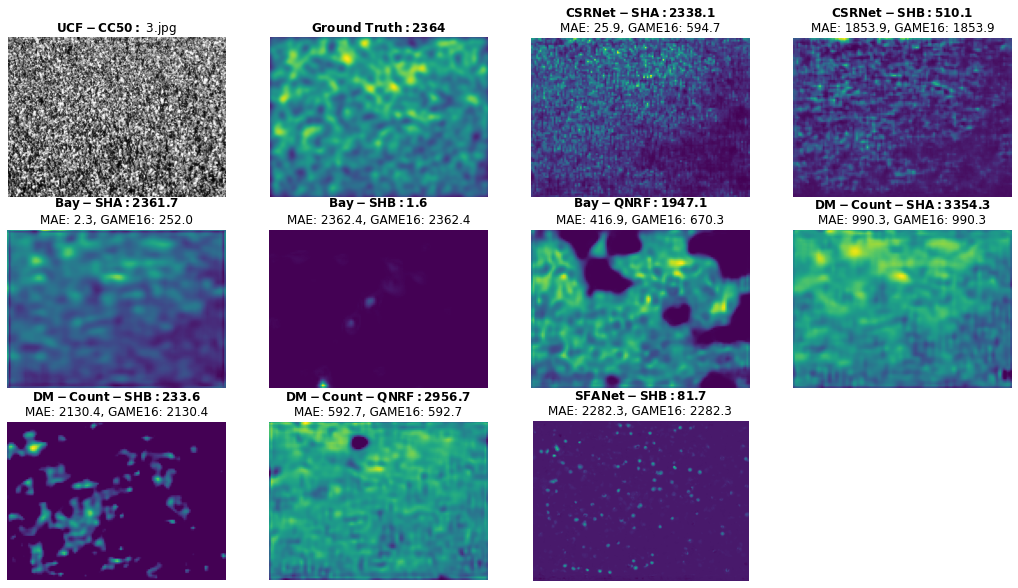 UCF − CC50 : 3.jpg
Ground Truth : 2364
CSRNet − SHA : 2338.1
MAE: 25.9, GAME16: 594.7
CSRNet − SHB : 510.1
MAE: 1853.9, GAME16: 1853.9
Bay − SHA : 2361.7
MAE: 2.3, GAME16: 252.0
Bay − SHB : 1.6
MAE: 2362.4, GAME16: 2362.4
Bay − QNRF : 1947.1
MAE: 416.9, GAME16: 670.3
DM − Count − SHA : 3354.3
MAE: 990.3, GAME16: 990.3
DM − Count − SHB : 233.6
MAE: 2130.4, GAME16: 2130.4
DM − Count − QNRF : 2956.7
MAE: 592.7, GAME16: 592.7
SFANet − SHB : 81.7
MAE: 2282.3, GAME16: 2282.3